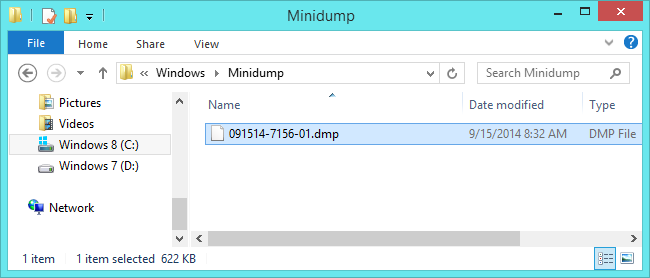 Minidump
File Home Share View
« Windows Minidump
Search Minidump
Name Date modified Type
Pictures
091514-7156-01.dmp 9/15/2014 8:32 AM DMP File
Videos
Windows 8 (C:)
Windows 7 (D:)
Network
1 item 1 item selected 622 KB